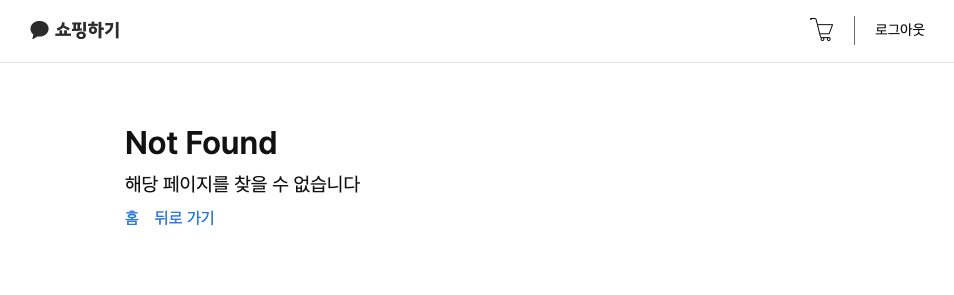 쇼핑하기 로그아웃
Not Found
해당 페이지를 찾을 수 없습니다
홈 뒤로 가기